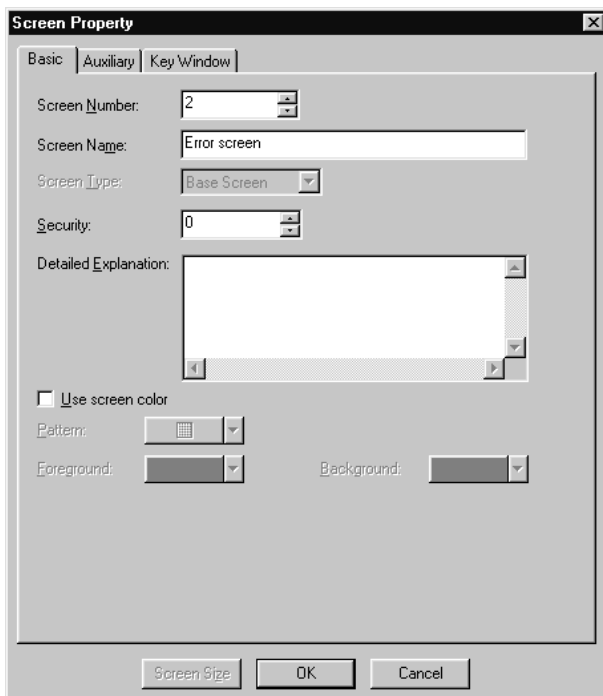 Screen Property
Basic Auxiliary Key Window
Screen Number: 2
Screen Name: Error screen
Screen Type: Base Screen
Security: 0
Detailed Explanation:
Use screen color
Pattern:
Foreground: Background:
Screen Size OK Cancel